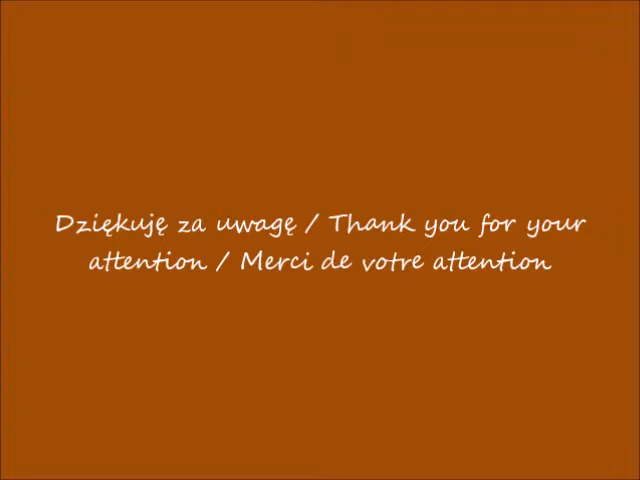 Dziękuję za uwagę / Thank you for your
attention / Merci de votre attention